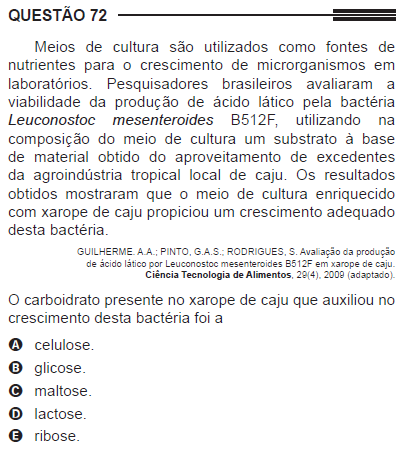 QUESTÃO 72
Meios de cultura são utilizados como fontes de
nutrientes para o crescimento de microrganismos em
laboratórios. Pesquisadores brasileiros avaliaram a
viabilidade da produção de ácido lático pela bactéria
Leuconostoc mesenteroides B512F, utilizando na
composição do meio de cultura um substrato à base
de material obtido do aproveitamento de excedentes
da agroindústria tropical local de caju. Os resultados
obtidos mostraram que o meio de cultura enriquecido
com xarope de caju propiciou um crescimento adequado
desta bactéria.
GUILHERME. A.A.; PINTO, G.A.S.; RODRIGUES, S. Avaliação da produção
de ácido lático por Leuconostoc mesenteroides B512F em xarope de caju.
Ciência Tecnologia de Alimentos, 29(4), 2009 (adaptado).
O carboidrato presente no xarope de caju que auxiliou no
crescimento desta bactéria foi a
A celulose.
B glicose.
C maltose.
D lactose.
E ribose.